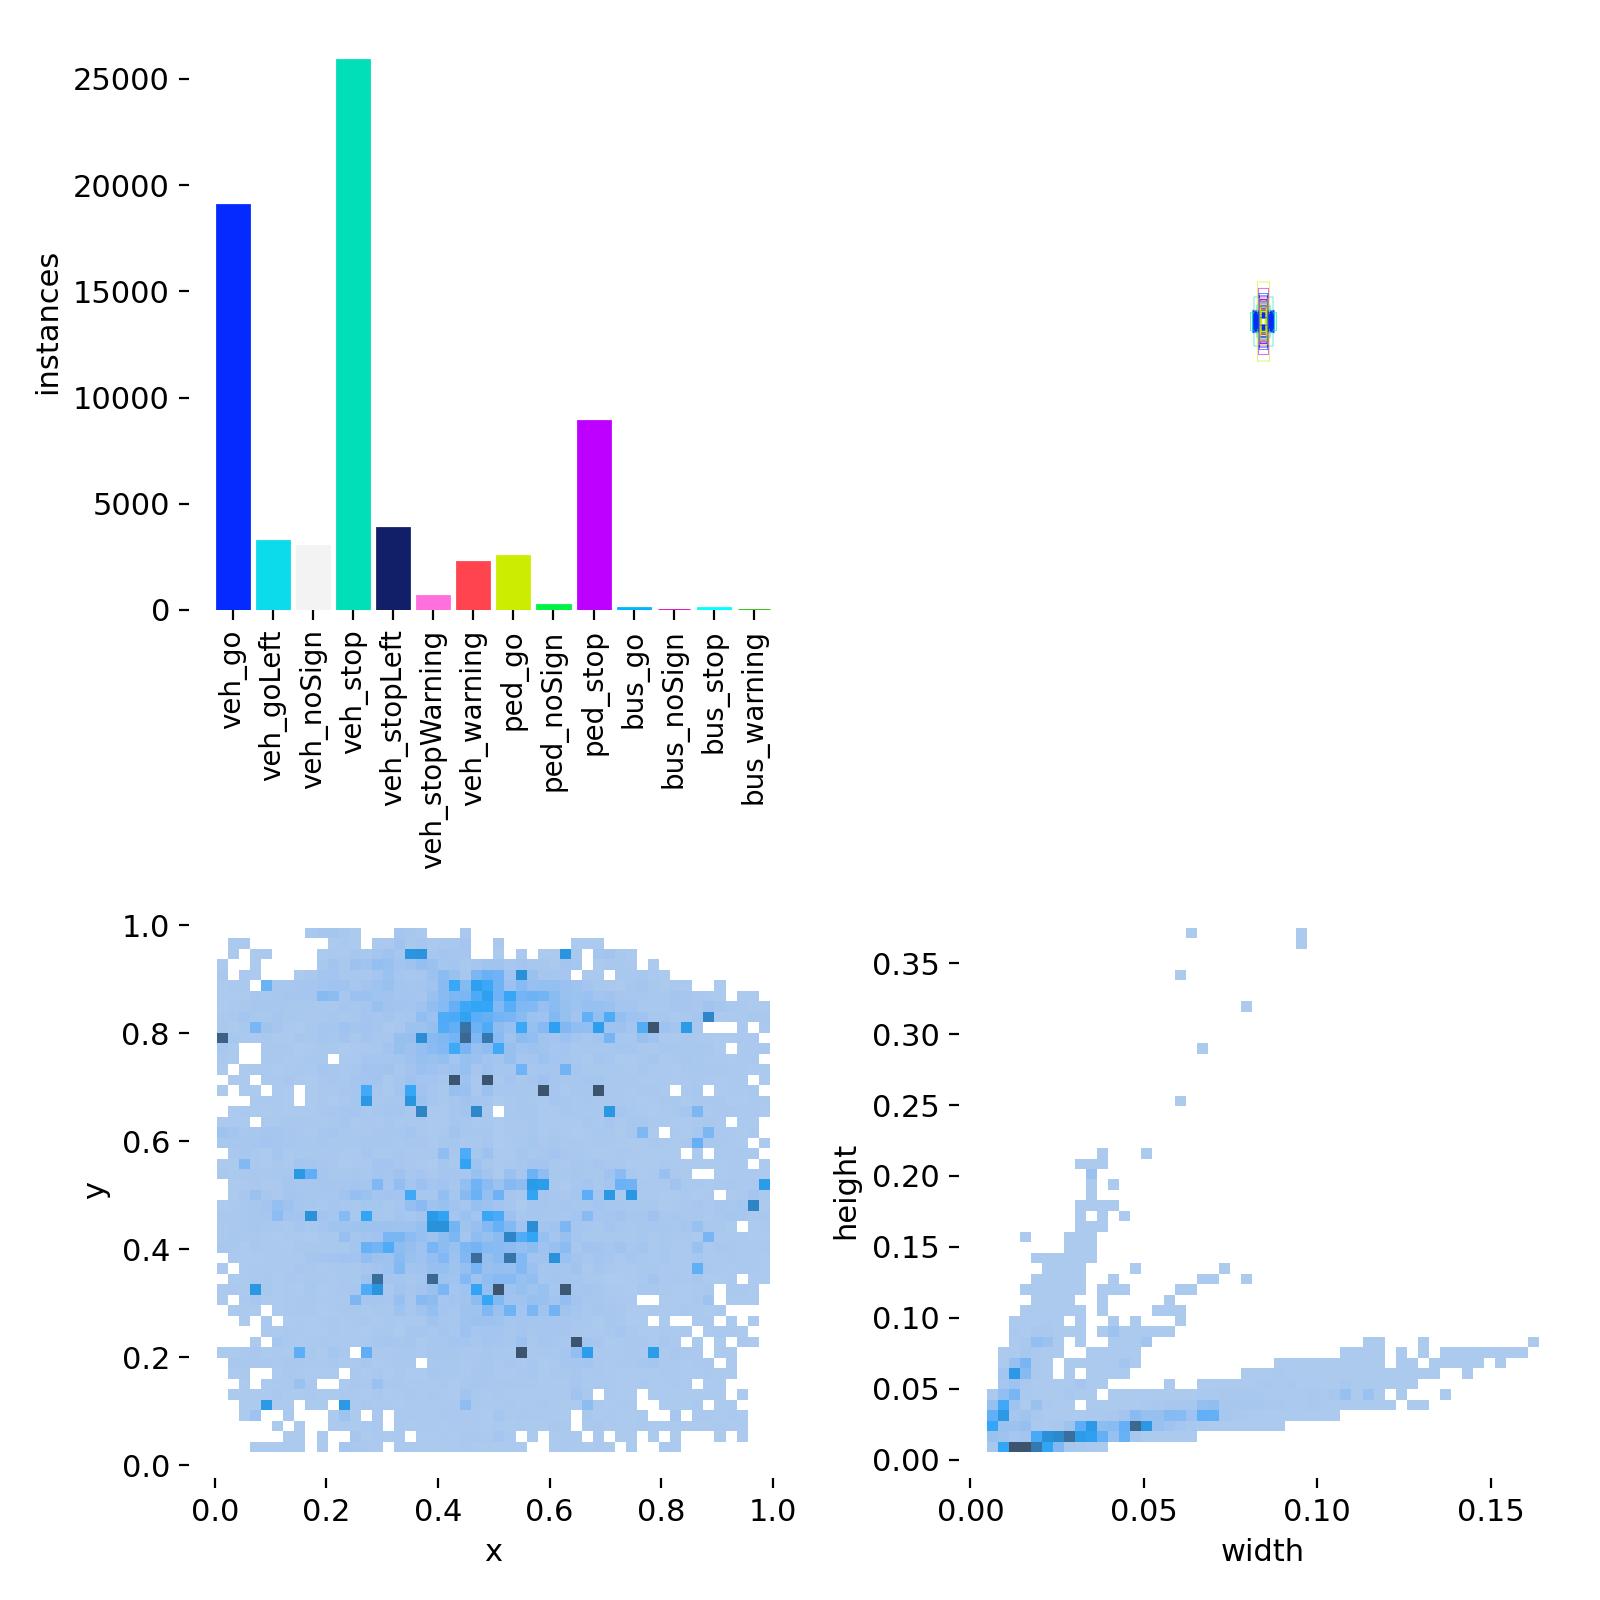 25000
20000
15000
10000
5000
0
instances
veh_go
veh_goLeft
veh_noSign
veh_stop
veh_stopLeft
veh_stopWarning
veh_warning
ped_go
ped_noSign
ped_stop
bus_go
bus_noSign
bus_stop
bus_warning
1.0
0.8
0.6
0.4
0.2
0.0
y
0.0 0.2 0.4 0.6 0.8 1.0
x
0.35
0.30
0.25
0.20
0.15
0.10
0.05
0.00
height
0.00 0.05 0.10 0.15
width